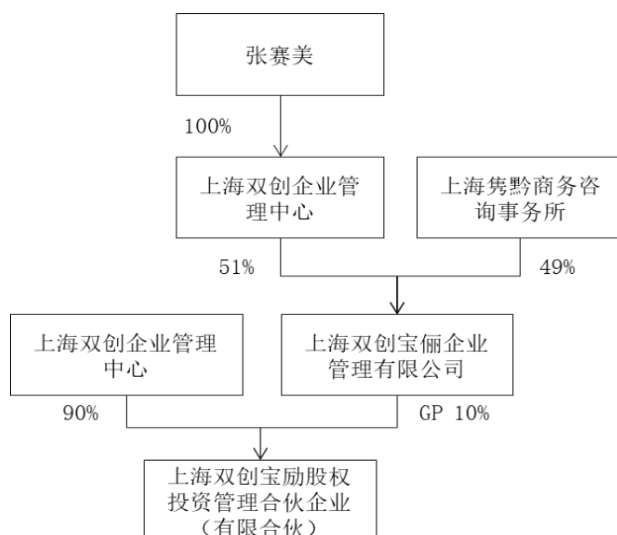 张赛美
100%
上海双创企业管
理中心
上海隽黔商务咨
询事务所
51%
49%
上海双创企业管理
中心
上海双创宝俪企业
管理有限公司
90%
GP 10%
上海双创宝励股权
投资管理合伙企业
（有限合伙）